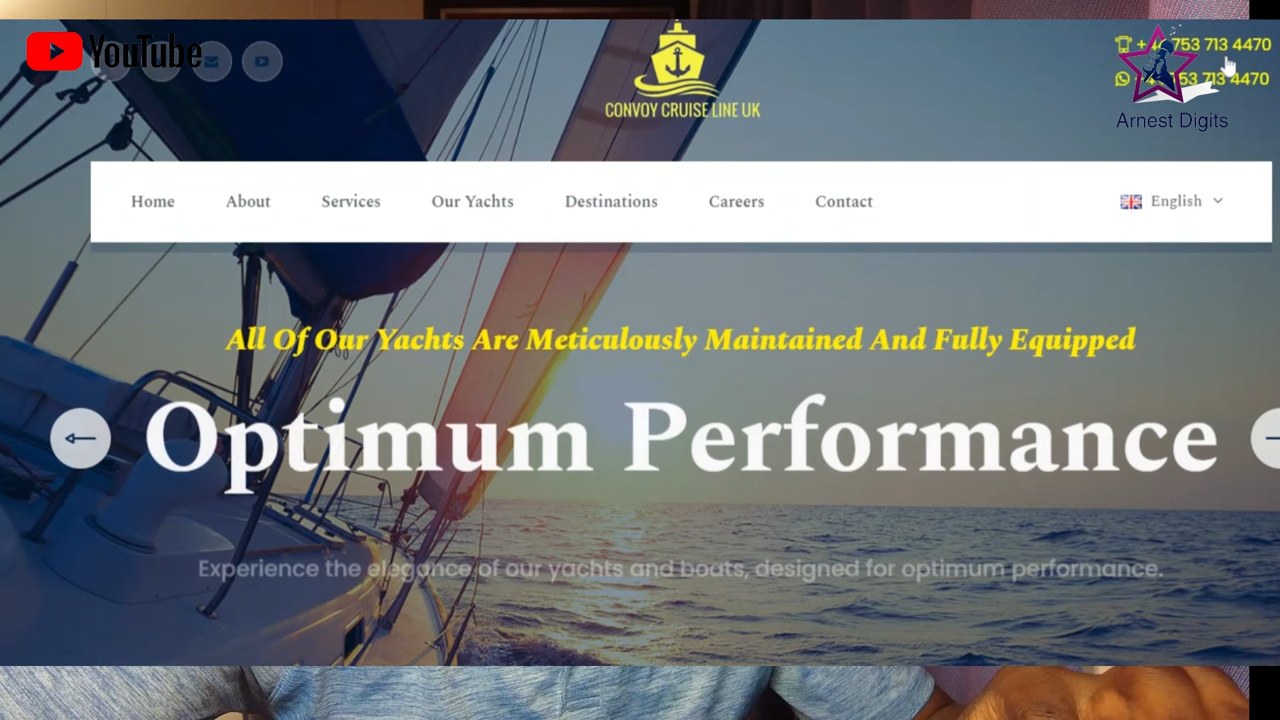 YouTube
CONVOY CRUISE LINE UK
753 713 4470
753 713 4470
Arnest Digits
Home
About
Services
Our Yachts
Destinations
Careers
Contact
English
All Of Our Yachts Are Meticulously Maintained And Fully Equipped
Optimum Performance
Experience the elegance of our yachts and boats, designed for optimum performance.